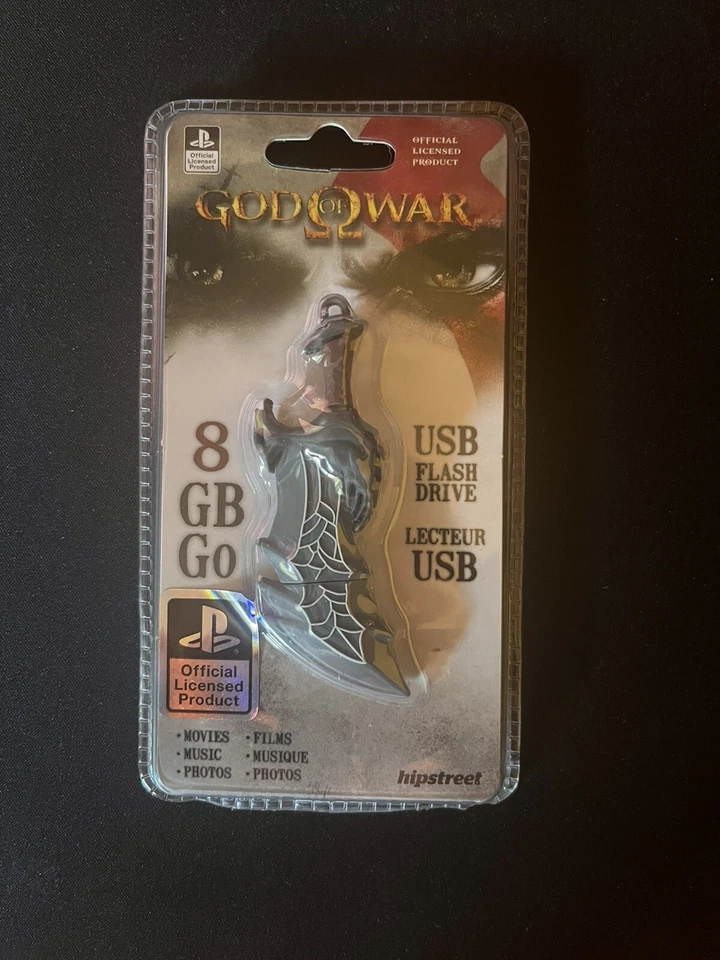 Official
Licensed
Product
OFFICIAL
LICENSED
PRODUCT
GOD OF WAR
8
GB
Go
USB
FLASH
DRIVE
LECTEUR
USB
Official
Licensed
Product
• MOVIES • FILMS
• MUSIC • MUSIQUE
• PHOTOS • PHOTOS
hipstreet